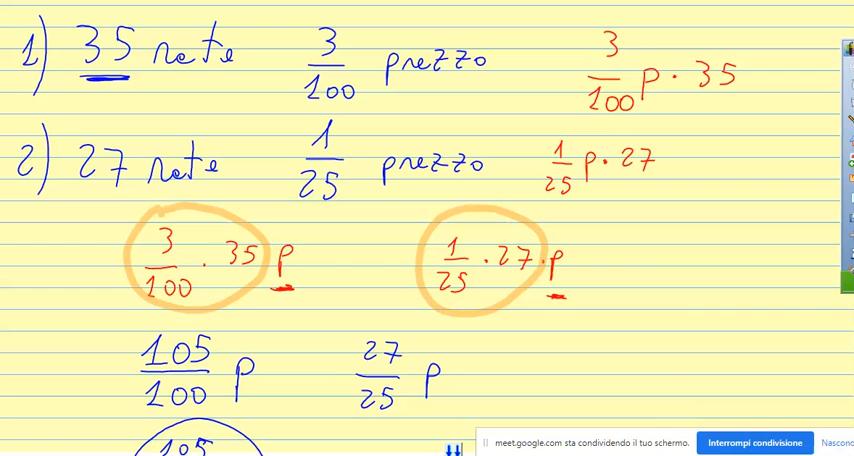 1) 35 rate 3/100 prezzo 3/100 p · 35
2) 27 rate 1/25 prezzo 1/25 p · 27
3/100 · 35 p 1/25 · 27 · p
105/100 p 27/25 p
105
meet.google.com sta condividendo il tuo schermo. Interrompi condivisione Nascond